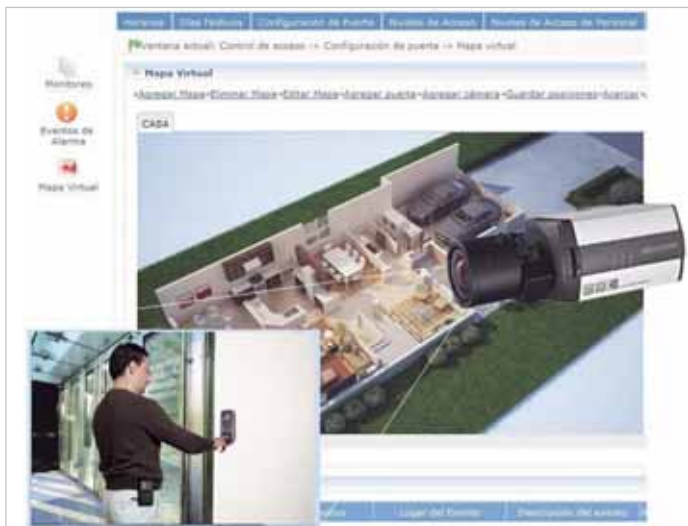 Horarios Días Festivos Configuración de Puerta Niveles de Acceso Niveles de Acceso de Personal
Ventana actual: Control de acceso -> Configuración de puerta -> Mapa virtual
Monitoreo
Eventos de Alarma
Mapa Virtual
Mapa Virtual
Agregar Mapa Eliminar Mapa Editar Mapa Agregar puerta Agregar cámara Guardar posiciones Acercar
CASA
Lugar del Evento Descripción del evento